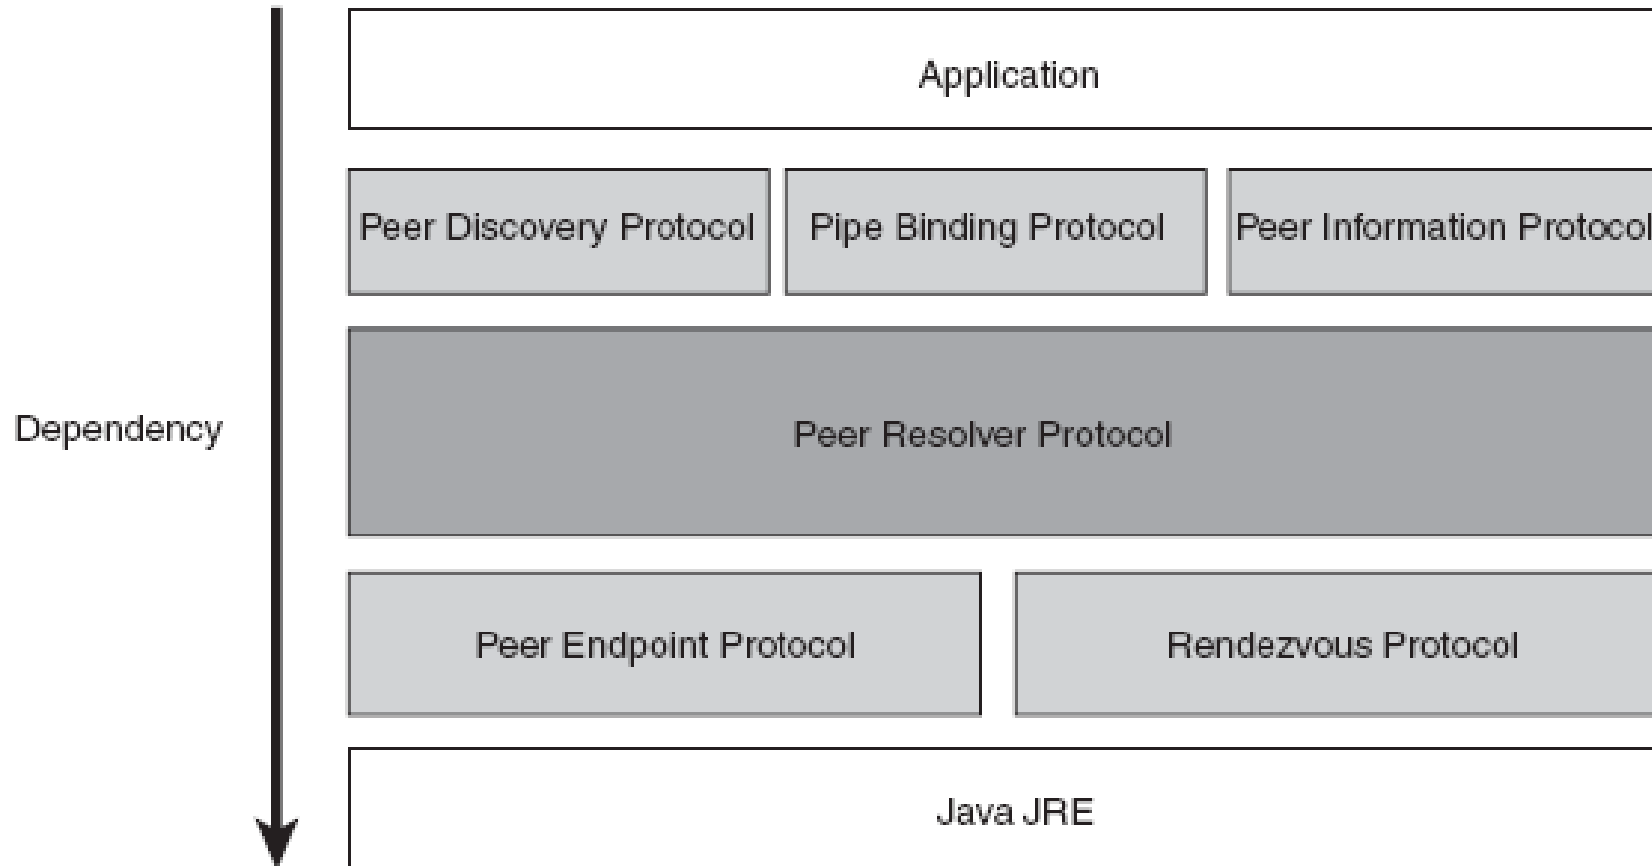 Application
Peer Discovery Protocol
Pipe Binding Protocol
Peer Information Protocol
Dependency
Peer Resolver Protocol
Peer Endpoint Protocol
Rendezvous Protocol
Java JRE